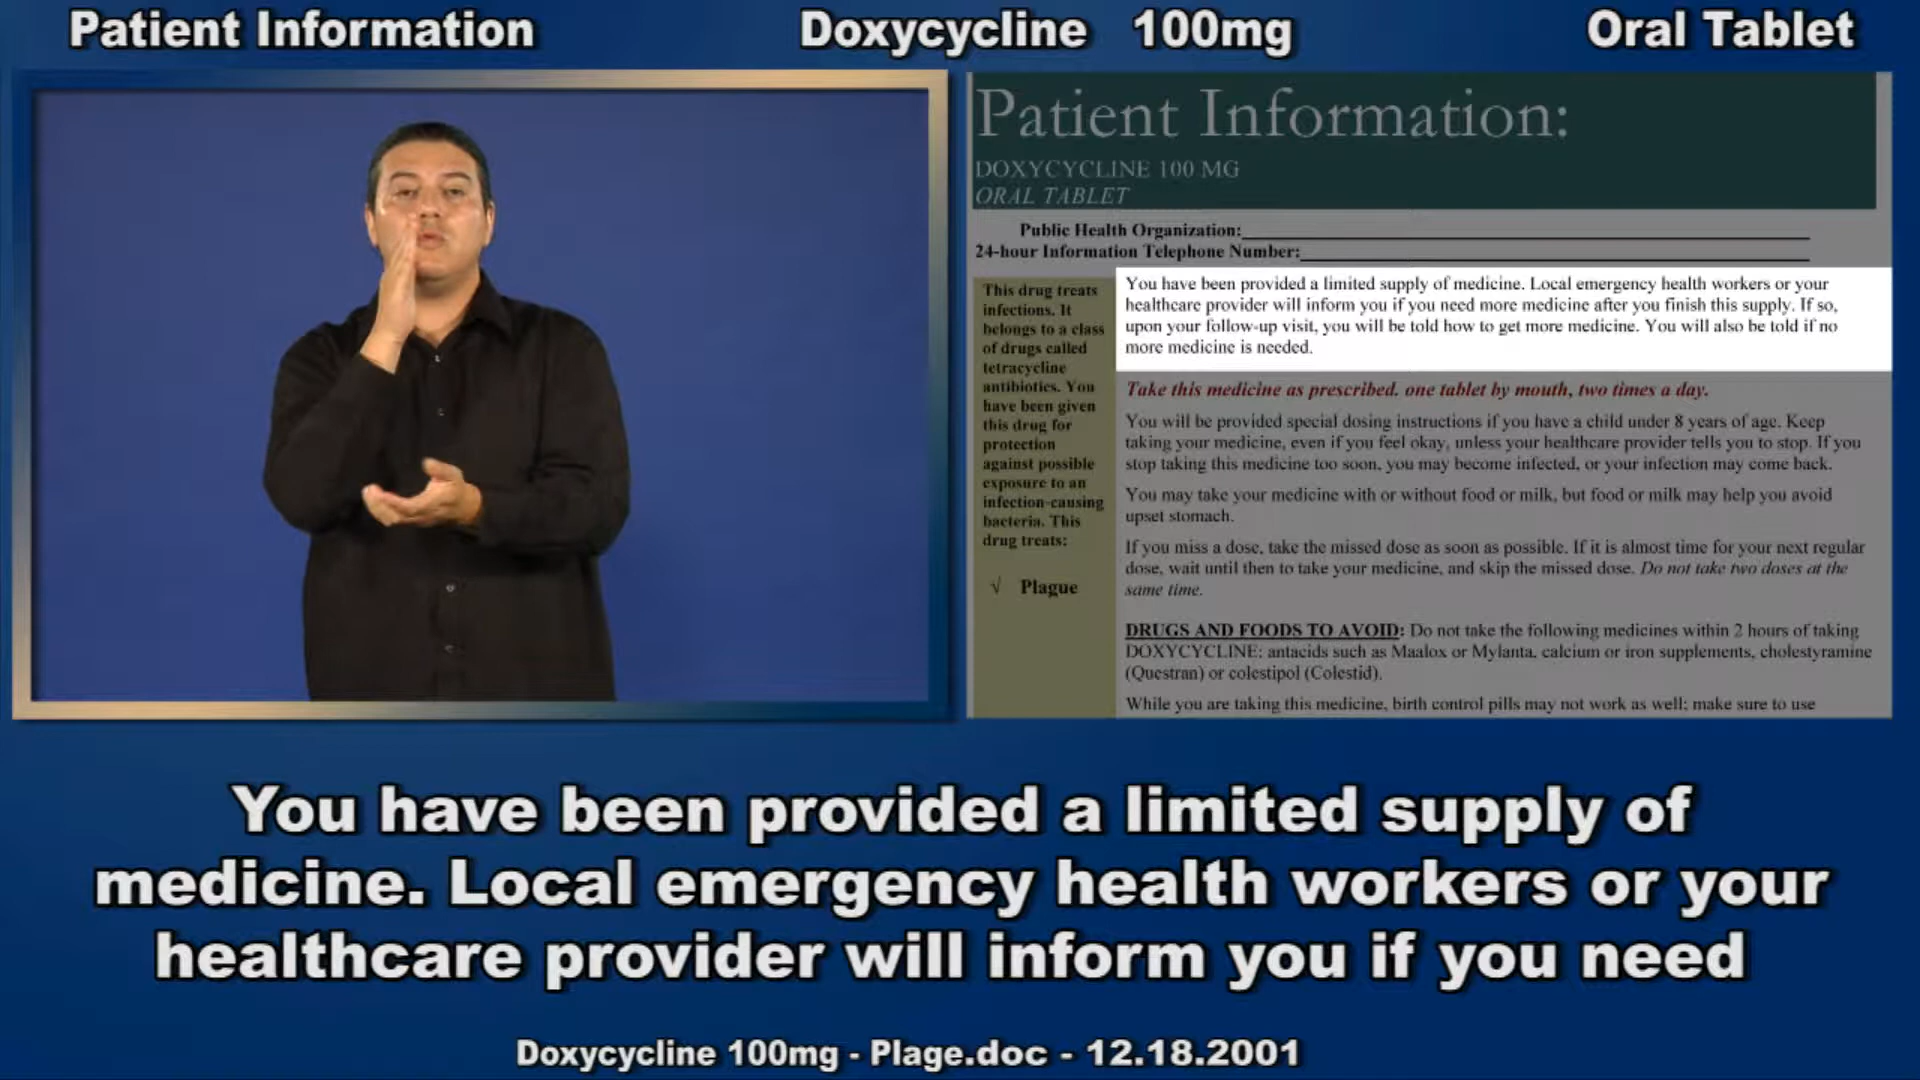 Patient Information Doxycycline 100mg Oral Tablet
Patient Information:
DOXYCYCLINE 100 MG
ORAL TABLET
Public Health Organization:
24-hour Information Telephone Number:
This drug treats
infections. It
belongs to a class
of drugs called
tetracycline
antibiotics. You
have been given
this drug for
protection
against possible
exposure to an
infection-causing
bacteria. This
drug treats:
√ Plague
You have been provided a limited supply of medicine. Local emergency health workers or your
healthcare provider will inform you if you need more medicine after you finish this supply. If so,
upon your follow-up visit, you will be told how to get more medicine. You will also be told if no
more medicine is needed.
Take this medicine as prescribed. one tablet by mouth, two times a day.
You will be provided special dosing instructions if you have a child under 8 years of age. Keep
taking your medicine, even if you feel okay, unless your healthcare provider tells you to stop. If you
stop taking this medicine too soon, you may become infected, or your infection may come back.
You may take your medicine with or without food or milk, but food or milk may help you avoid
upset stomach.
If you miss a dose, take the missed dose as soon as possible. If it is almost time for your next regular
dose, wait until then to take your medicine, and skip the missed dose. Do not take two doses at the
same time.
DRUGS AND FOODS TO AVOID: Do not take the following medicines within 2 hours of taking
DOXYCYCLINE: antacids such as Maalox or Mylanta, calcium or iron supplements, cholestyramine
(Questran) or colestipol (Colestid).
While you are taking this medicine, birth control pills may not work as well; make sure to use
You have been provided a limited supply of
medicine. Local emergency health workers or your
healthcare provider will inform you if you need
Doxycycline 100mg - Plage.doc - 12.18.2001